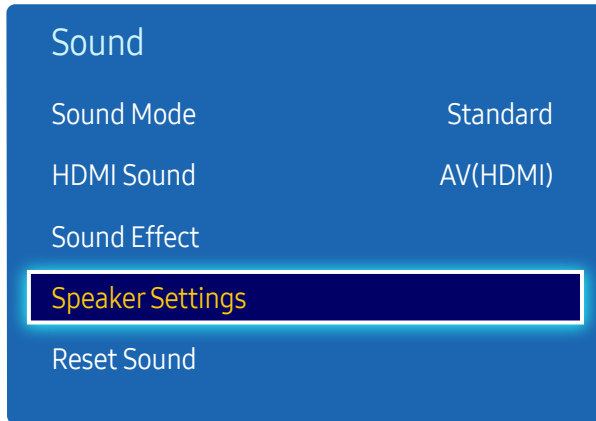 Sound
Sound Mode Standard
HDMI Sound AV(HDMI)
Sound Effect
Speaker Settings
Reset Sound